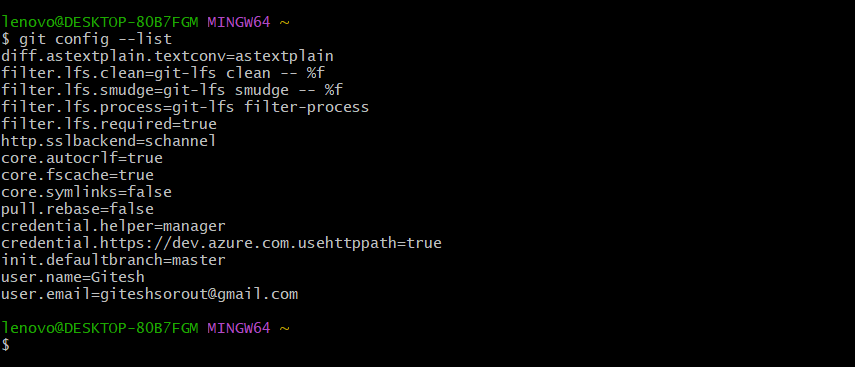 lenovo@DESKTOP-80B7FGM MINGW64 ~
$ git config --list
diff.astextplain.textconv=astextplain
filter.lfs.clean=git-lfs clean -- %f
filter.lfs.smudge=git-lfs smudge -- %f
filter.lfs.process=git-lfs filter-process
filter.lfs.required=true
http.sslbackend=schannel
core.autocrlf=true
core.fscache=true
core.symlinks=false
pull.rebase=false
credential.helper=manager
credential.https://dev.azure.com.usehttppath=true
init.defaultbranch=master
user.name=Gitesh
user.email=giteshsorout@gmail.com
lenovo@DESKTOP-80B7FGM MINGW64 ~
$